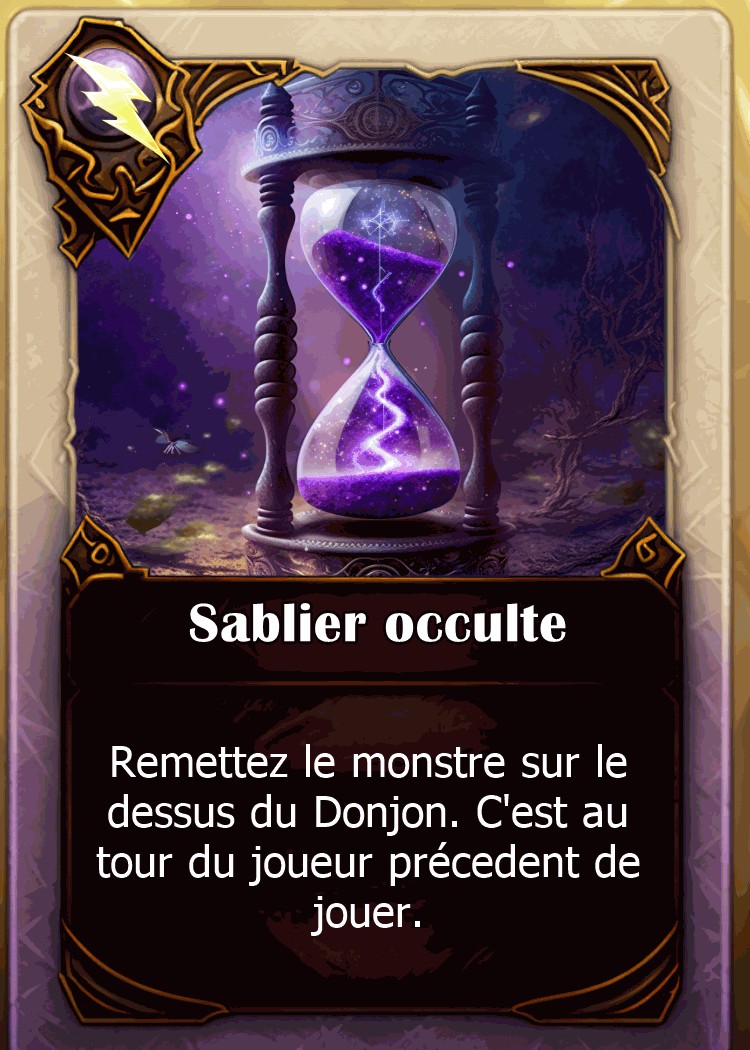 Sablier occulte
Remettez le monstre sur le
dessus du Donjon. C'est au
tour du joueur précedent de
jouer.